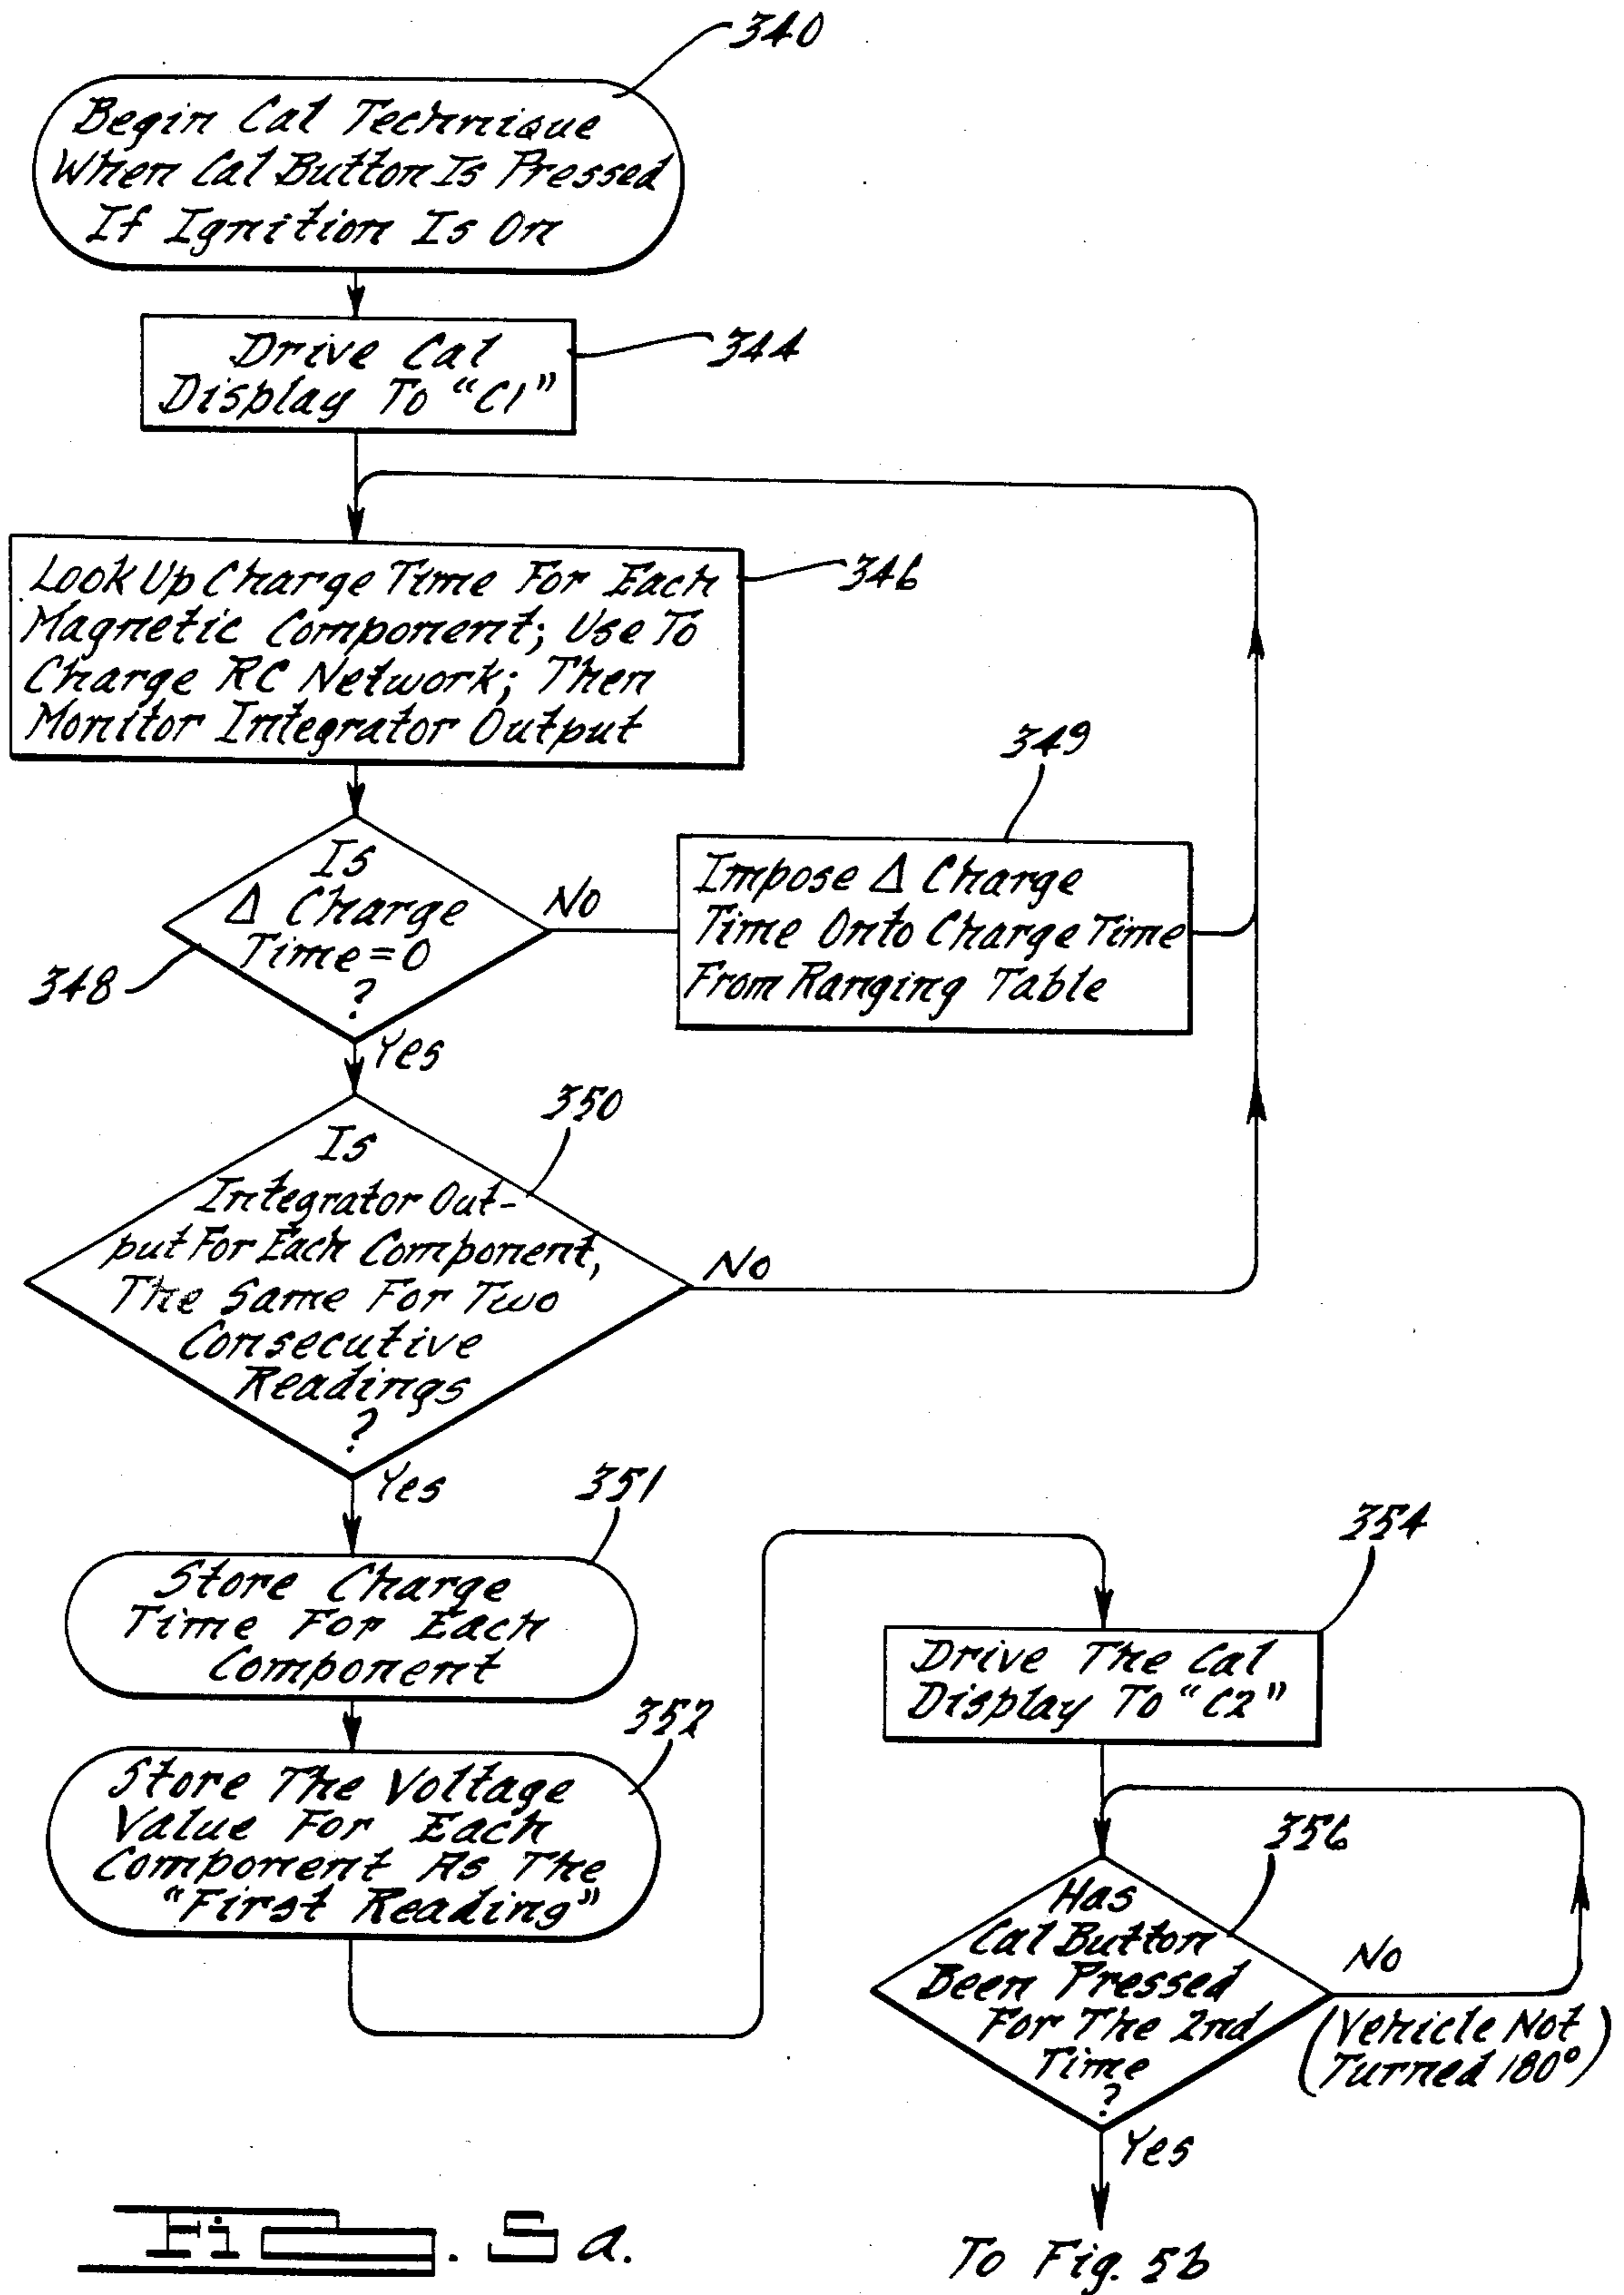 340
Begin Cal Technique
When Cal Button Is Pressed
If Ignition Is On
Drive Cal
Display To "C1"
344
Look Up Charge Time For Each
Magnetic Component; Use To
Charge RC Network; Then
Monitor Integrator Output
346
349
Is
Δ Charge
Time=0
?
348
No
Yes
Impose Δ Charge
Time Onto Charge Time
From Ranging Table
350
Is
Integrator Out-
put For Each Component,
The Same For Two
Consecutive
Readings
?
No
Yes
351
Store Charge
Time For Each
Component
352
Store The Voltage
Value For Each
Component As The
"First Reading"
354
Drive The Cal
Display To "C2"
356
Has
Cal Button
Been Pressed
For The 2nd
Time
?
No
(Vehicle Not
Turned 180°)
Yes
To Fig. 5b
Fig. 5a.